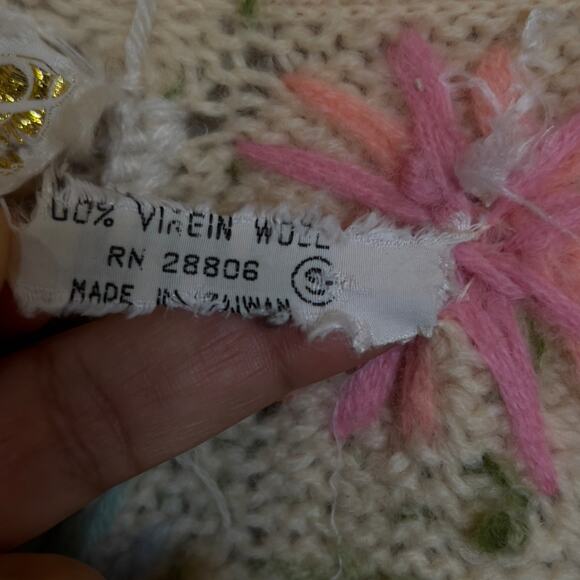 00% VIRGIN WOOL
RN 28806 S
MADE IN TAIWAN